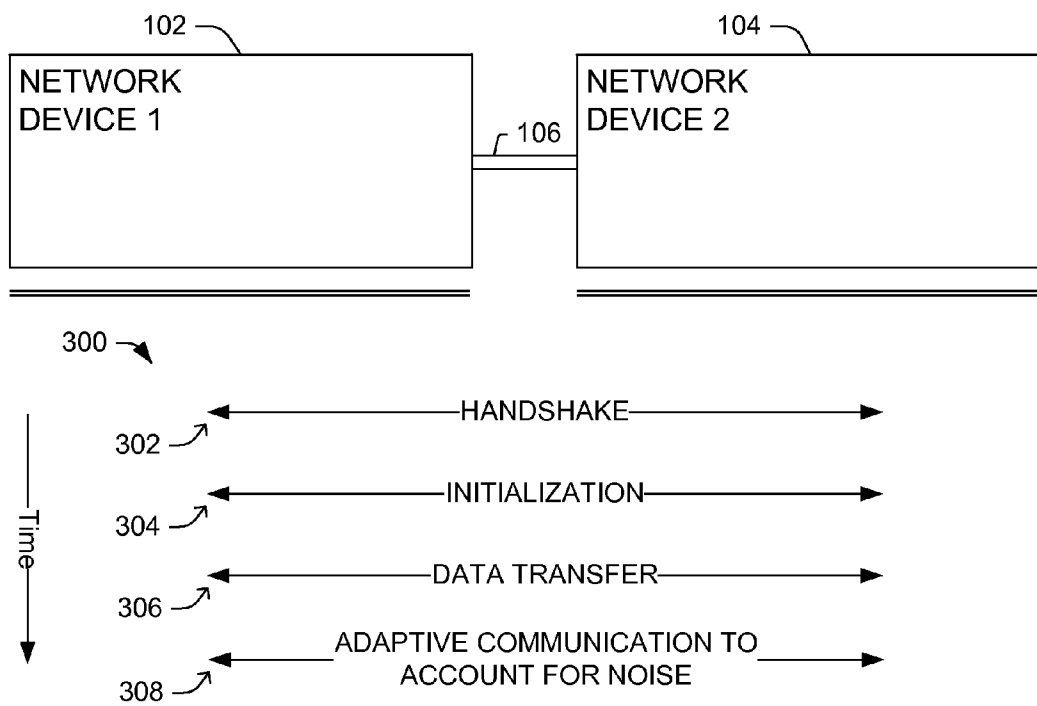 102
104
NETWORK
DEVICE 1
NETWORK
DEVICE 2
106
300
HANDSHAKE
302
INITIALIZATION
304
Time
DATA TRANSFER
306
ADAPTIVE COMMUNICATION TO
ACCOUNT FOR NOISE
308